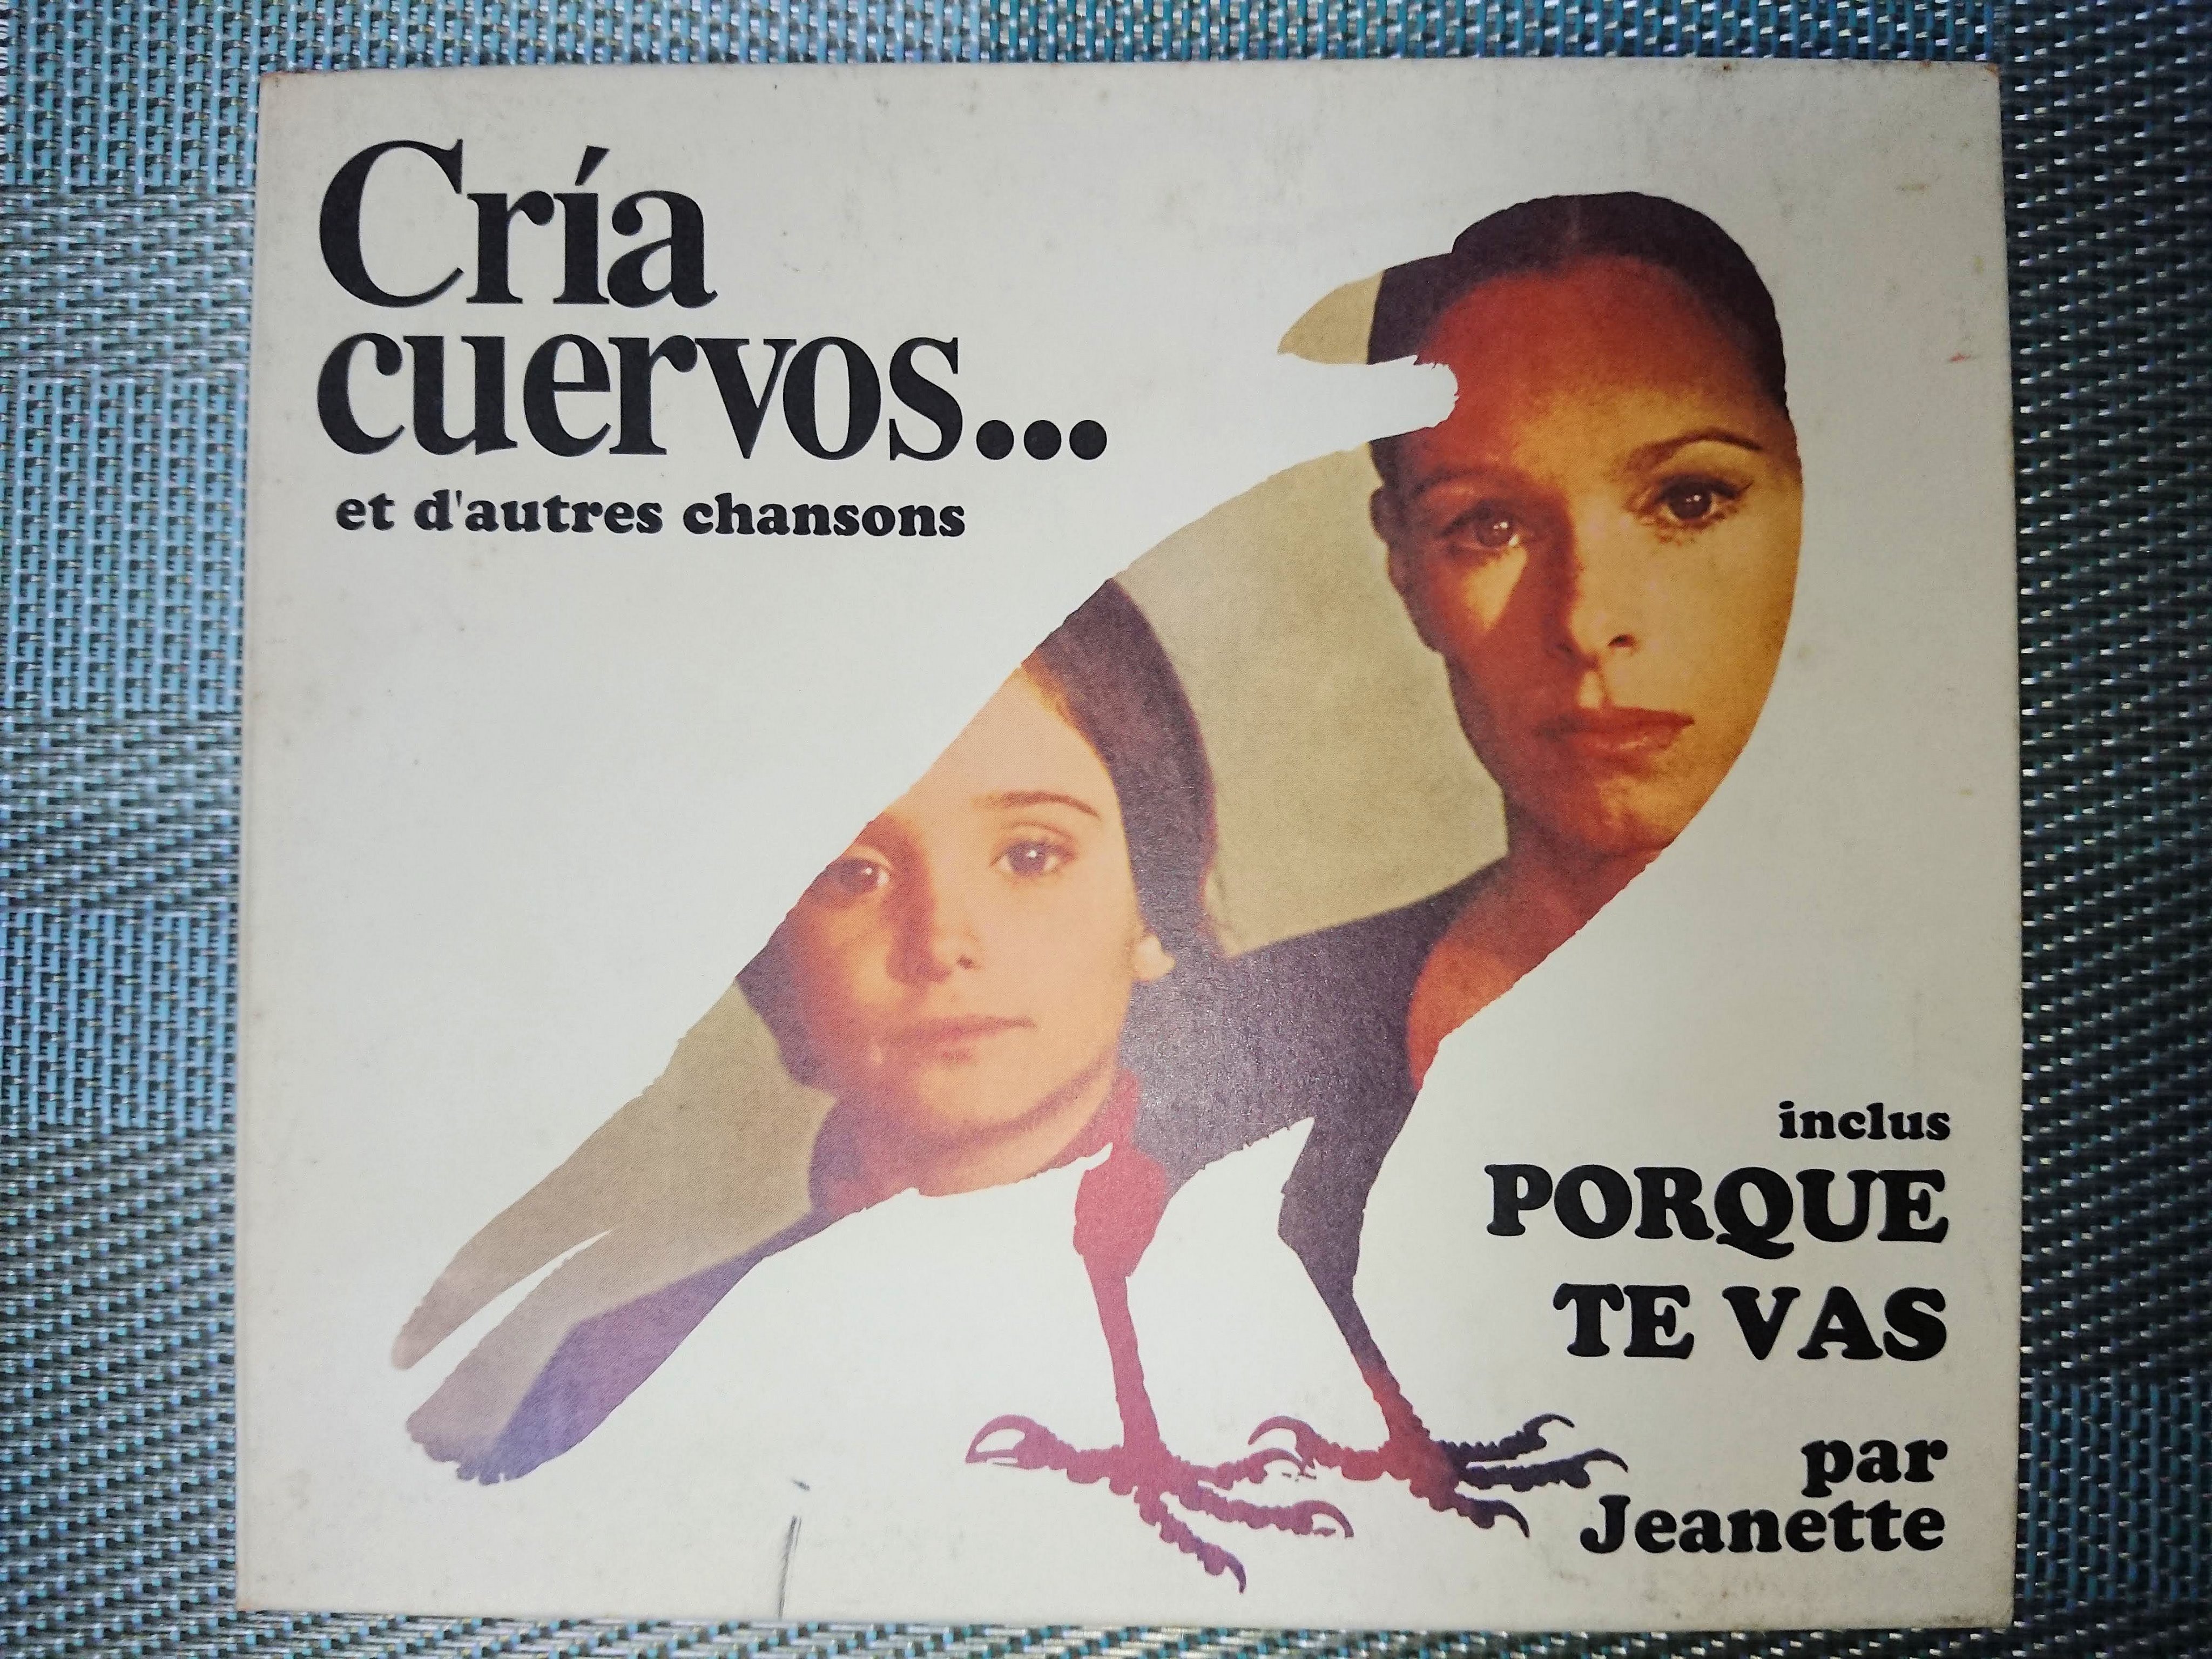 Cría
cuervos...
et d'autres chansons
inclus
PORQUE
TE VAS
par
Jeanette